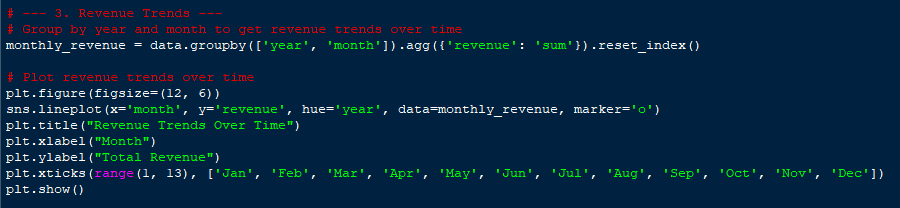 # --- 3. Revenue Trends ---
# Group by year and month to get revenue trends over time
monthly_revenue = data.groupby(['year', 'month']).agg({'revenue': 'sum'}).reset_index()
# Plot revenue trends over time
plt.figure(figsize=(12, 6))
sns.lineplot(x='month', y='revenue', hue='year', data=monthly_revenue, marker='o')
plt.title("Revenue Trends Over Time")
plt.xlabel("Month")
plt.ylabel("Total Revenue")
plt.xticks(range(1, 13), ['Jan', 'Feb', 'Mar', 'Apr', 'May', 'Jun', 'Jul', 'Aug', 'Sep', 'Oct', 'Nov', 'Dec'])
plt.show()